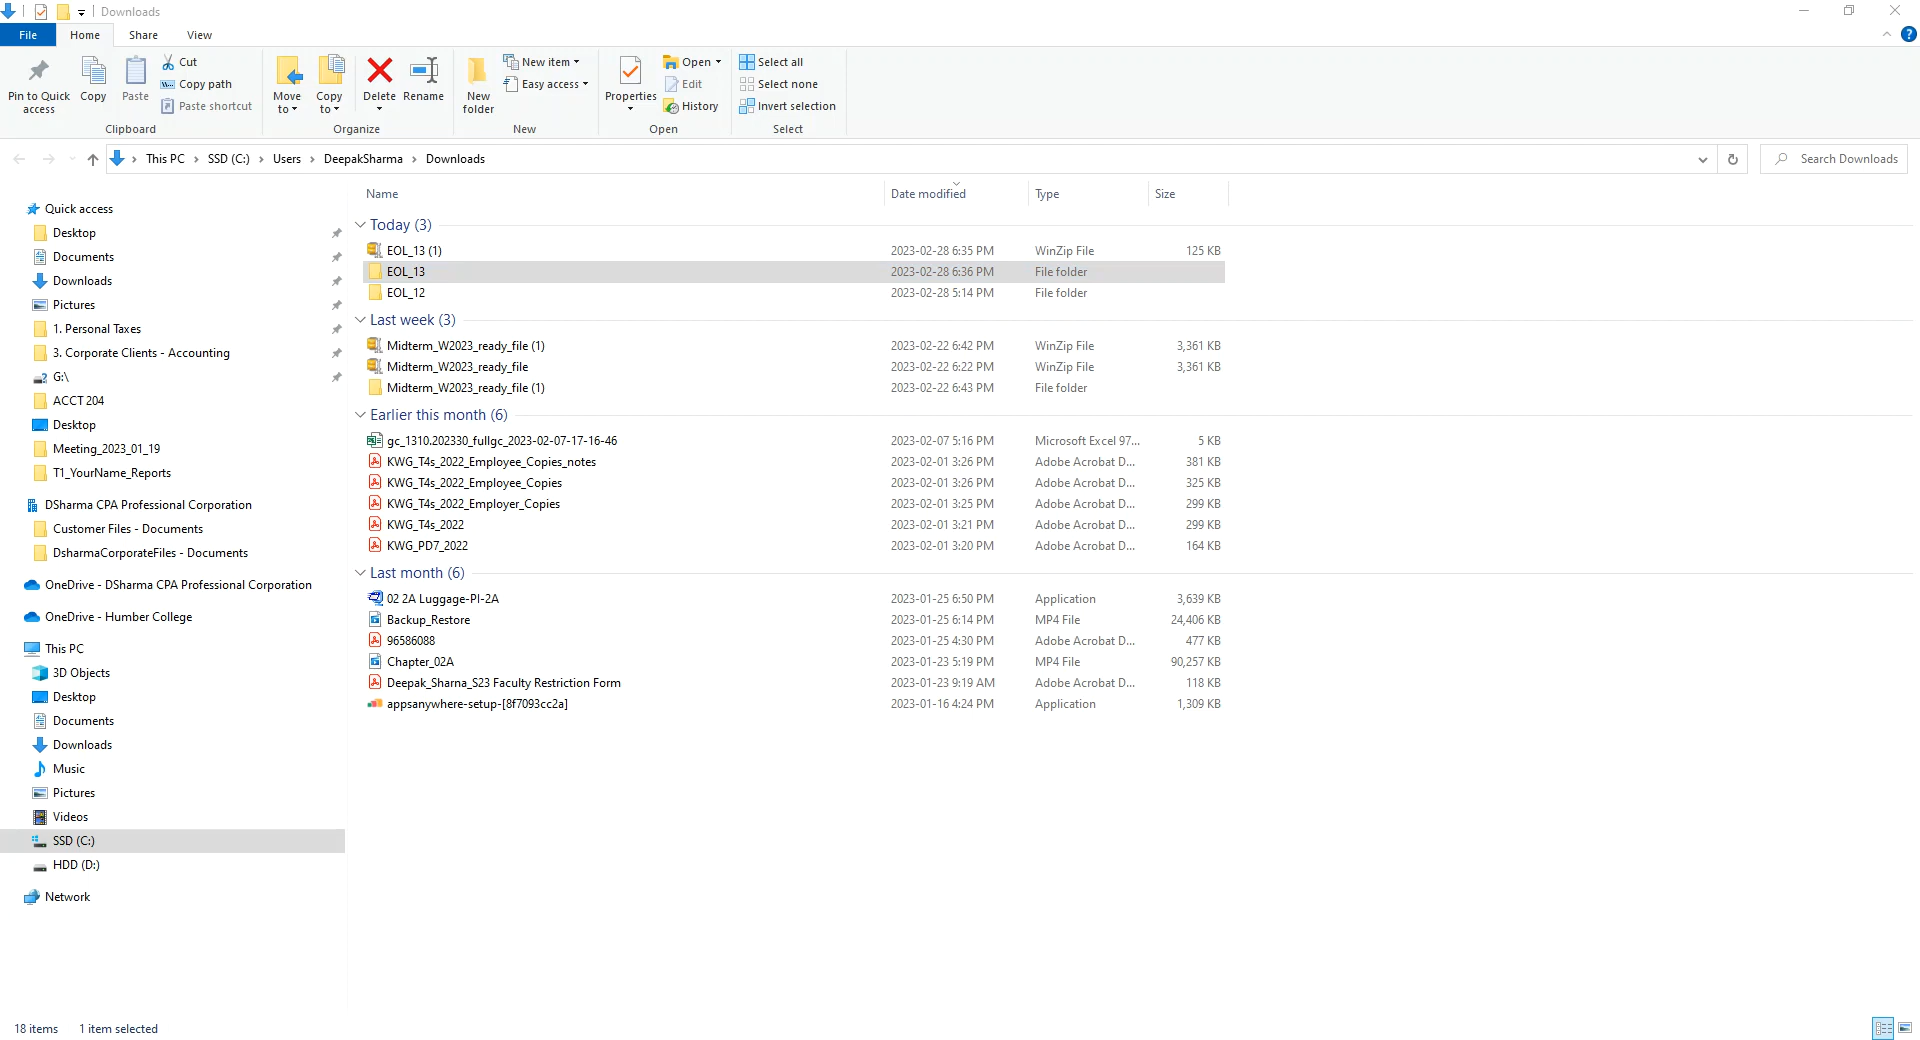 Downloads
File Home Share View
Pin to Quick access
Copy
Paste
Cut
Copy path
Paste shortcut
Clipboard
Move to
Copy to
Delete
Rename
Organize
New folder
New item
Easy access
New
Properties
Open
Edit
History
Open
Select all
Select none
Invert selection
Select
This PC > SSD (C:) > Users > DeepakSharma > Downloads
Search Downloads
Quick access
Desktop
Documents
Downloads
Pictures
1. Personal Taxes
3. Corporate Clients - Accounting
G:\
ACCT 204
Desktop
Meeting_2023_01_19
T1_YourName_Reports
DSharma CPA Professional Corporation
Customer Files - Documents
DsharmaCorporateFiles - Documents
OneDrive - DSharma CPA Professional Corporation
OneDrive - Humber College
This PC
3D Objects
Desktop
Documents
Downloads
Music
Pictures
Videos
SSD (C:)
HDD (D:)
Network
Name Date modified Type Size
Today (3)
EOL_13 (1) 2023-02-28 6:35 PM WinZip File 125 KB
EOL_13 2023-02-28 6:36 PM File folder
EOL_12 2023-02-28 5:14 PM File folder
Last week (3)
Midterm_W2023_ready_file (1) 2023-02-22 6:42 PM WinZip File 3,361 KB
Midterm_W2023_ready_file 2023-02-22 6:22 PM WinZip File 3,361 KB
Midterm_W2023_ready_file (1) 2023-02-22 6:43 PM File folder
Earlier this month (6)
gc_1310.202330_fullgc_2023-02-07-17-16-46 2023-02-07 5:16 PM Microsoft Excel 97... 5 KB
KWG_T4s_2022_Employee_Copies_notes 2023-02-01 3:26 PM Adobe Acrobat D... 381 KB
KWG_T4s_2022_Employee_Copies 2023-02-01 3:26 PM Adobe Acrobat D... 325 KB
KWG_T4s_2022_Employer_Copies 2023-02-01 3:25 PM Adobe Acrobat D... 299 KB
KWG_T4s_2022 2023-02-01 3:21 PM Adobe Acrobat D... 299 KB
KWG_PD7_2022 2023-02-01 3:20 PM Adobe Acrobat D... 164 KB
Last month (6)
02 2A Luggage-PI-2A 2023-01-25 6:50 PM Application 3,639 KB
Backup_Restore 2023-01-25 6:14 PM MP4 File 24,406 KB
96586088 2023-01-25 4:30 PM Adobe Acrobat D... 477 KB
Chapter_02A 2023-01-23 5:19 PM MP4 File 90,257 KB
Deepak_Sharna_S23 Faculty Restriction Form 2023-01-23 9:19 AM Adobe Acrobat D... 118 KB
appsanywhere-setup-[8f7093cc2a] 2023-01-16 4:24 PM Application 1,309 KB
18 items 1 item selected